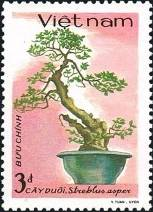 Việt nam
BƯU CHÍNH
3đ
CÂY DUỐI. Streblus asper